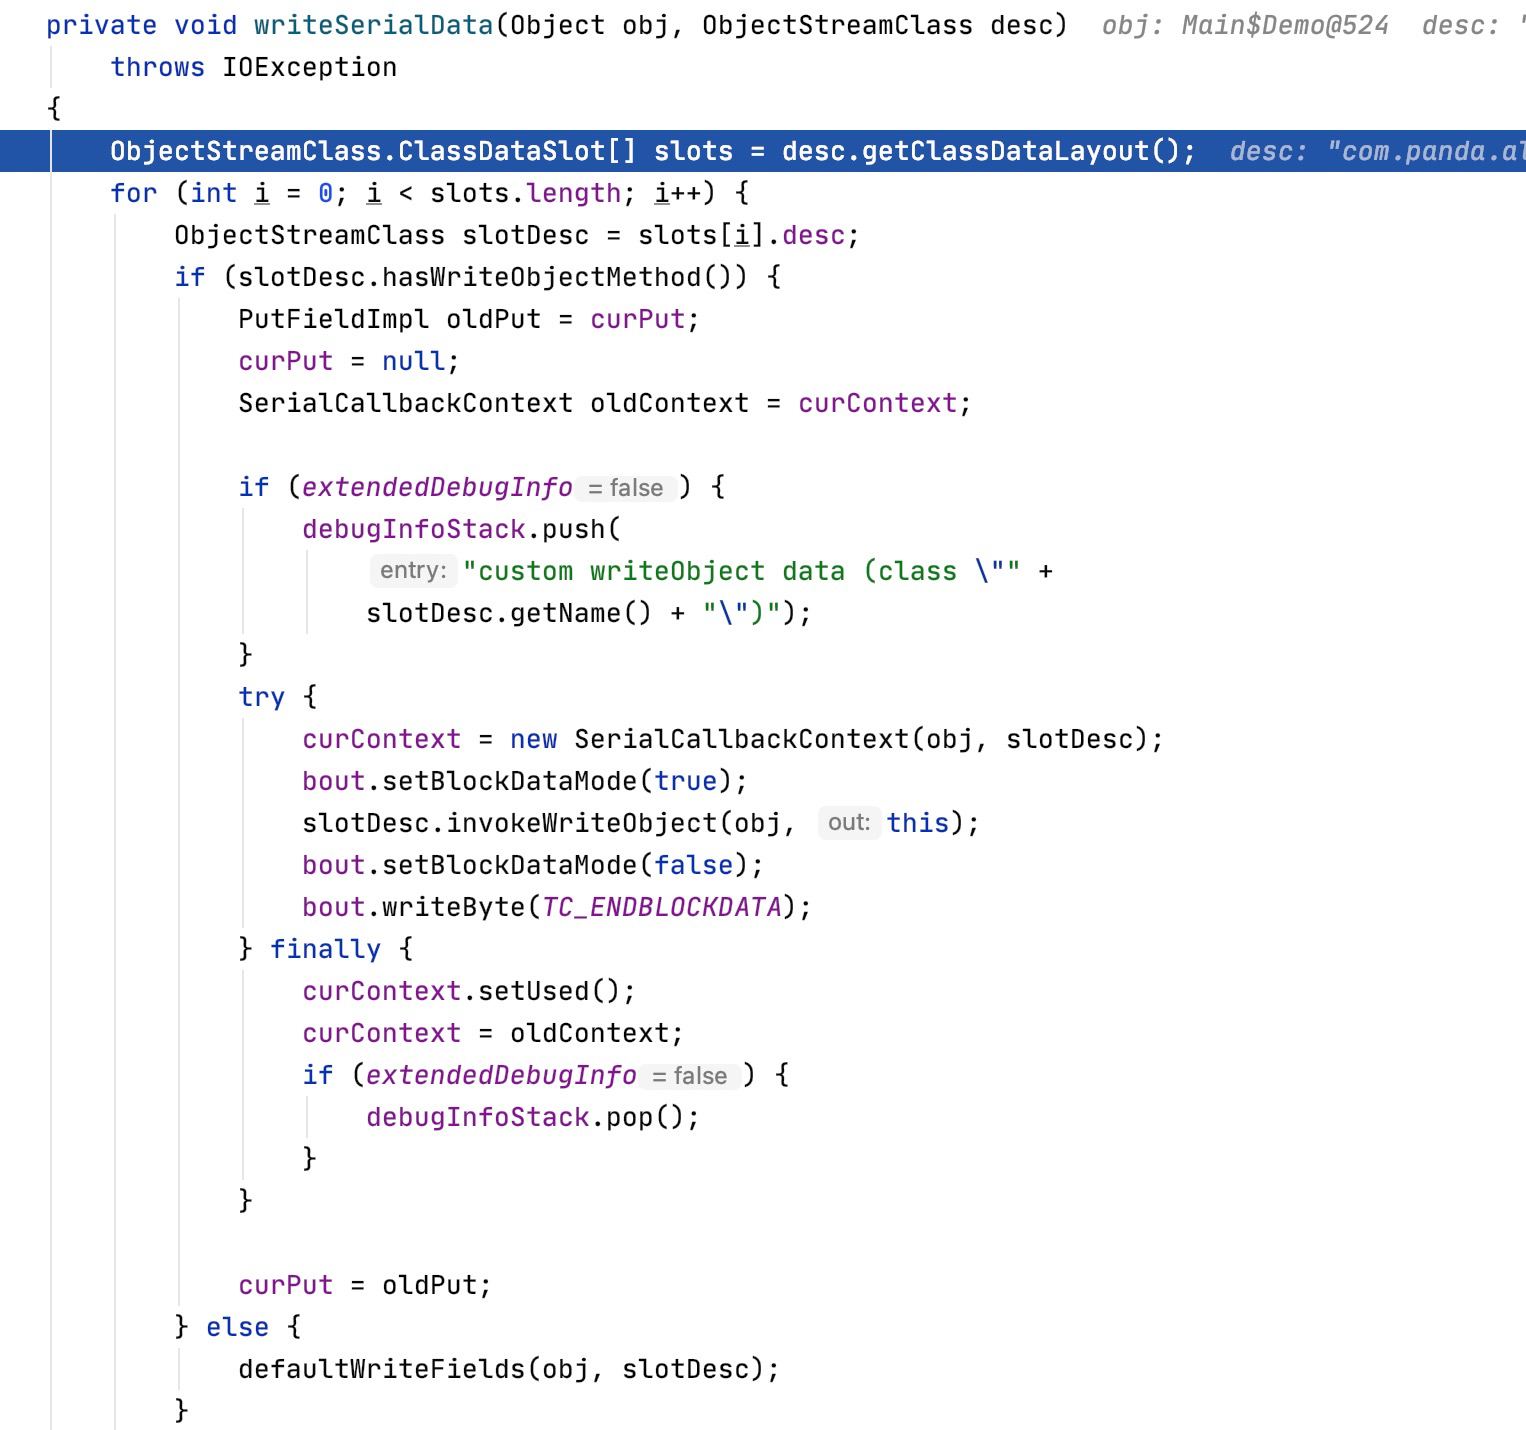 private void writeSerialData(Object obj, ObjectStreamClass desc)  obj: Main$Demo@524  desc: "
    throws IOException
{
    ObjectStreamClass.ClassDataSlot[] slots = desc.getClassDataLayout();  desc: "com.panda.al
    for (int i = 0; i < slots.length; i++) {
        ObjectStreamClass slotDesc = slots[i].desc;
        if (slotDesc.hasWriteObjectMethod()) {
            PutFieldImpl oldPut = curPut;
            curPut = null;
            SerialCallbackContext oldContext = curContext;

            if (extendedDebugInfo = false ) {
                debugInfoStack.push(
                    entry: "custom writeObject data (class \"" +
                    slotDesc.getName() + "\")");
            }
            try {
                curContext = new SerialCallbackContext(obj, slotDesc);
                bout.setBlockDataMode(true);
                slotDesc.invokeWriteObject(obj, out: this);
                bout.setBlockDataMode(false);
                bout.writeByte(TC_ENDBLOCKDATA);
            } finally {
                curContext.setUsed();
                curContext = oldContext;
                if (extendedDebugInfo = false ) {
                    debugInfoStack.pop();
                }
            }

            curPut = oldPut;
        } else {
            defaultWriteFields(obj, slotDesc);
        }